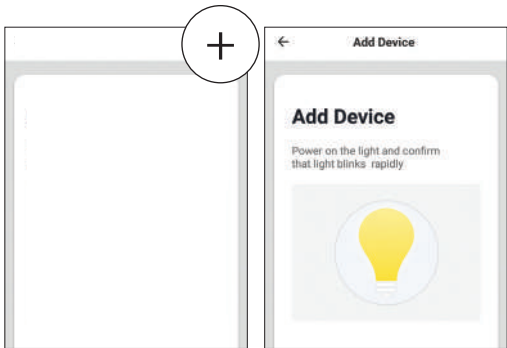 +
← Add Device
Add Device
Power on the light and confirm
that light blinks rapidly